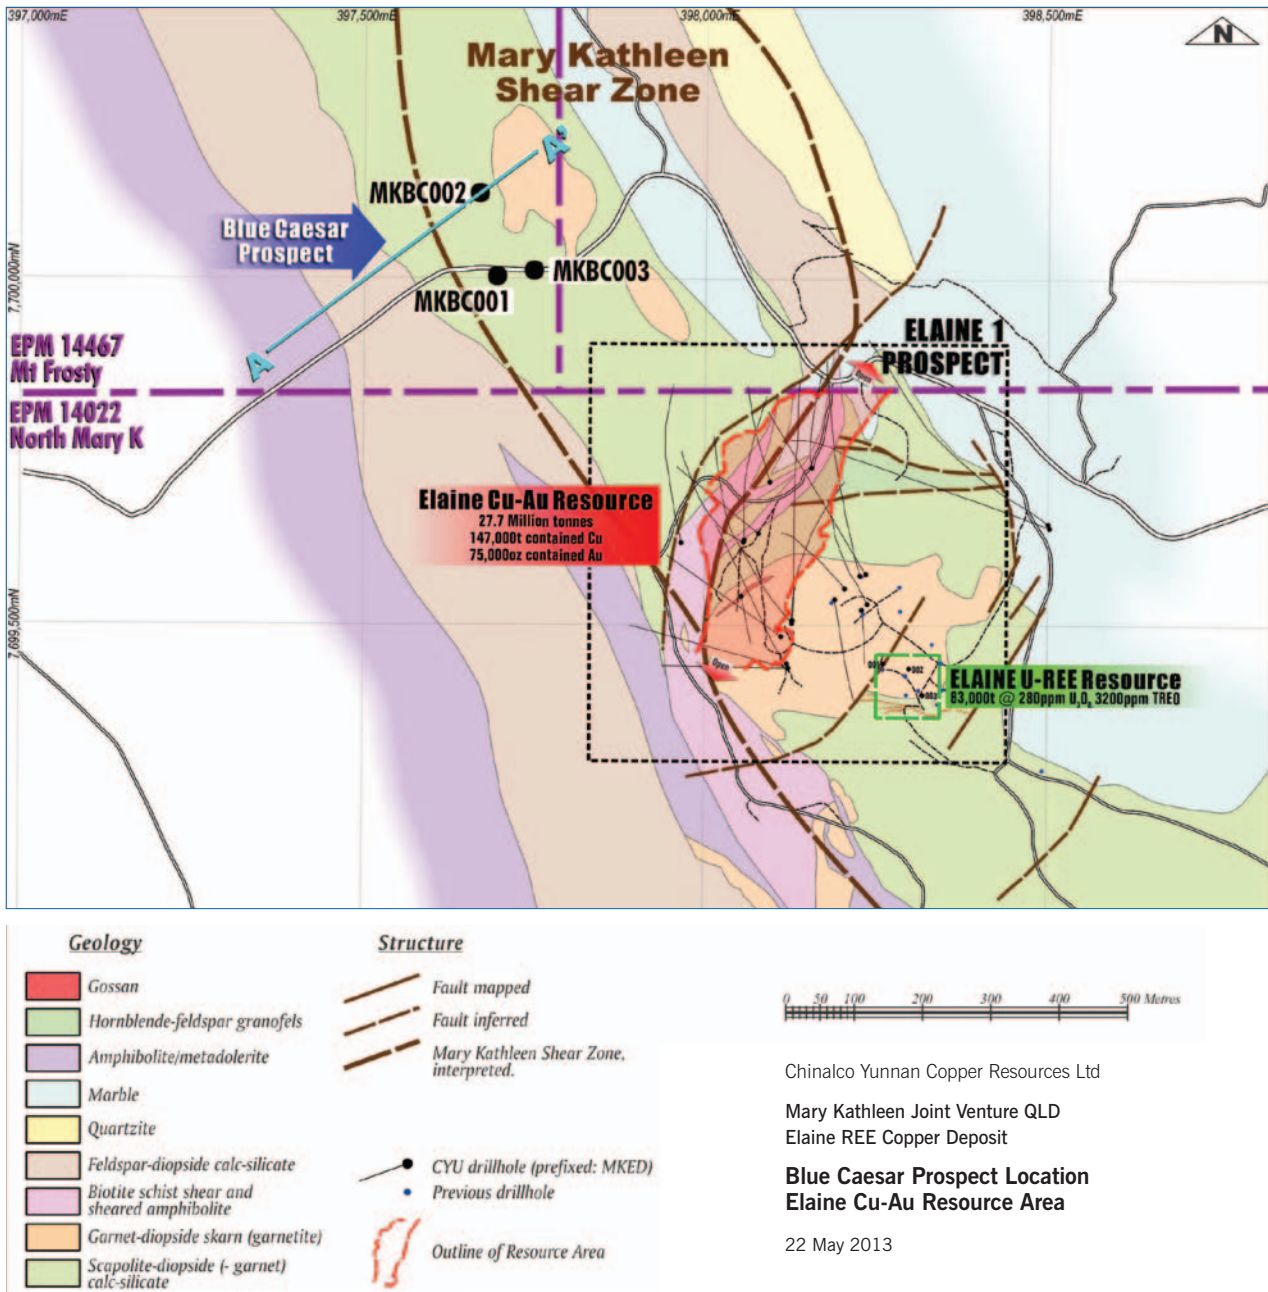 397,000mE
397,500mE
398,000mE
398,500mE
N
Mary Kathleen
Shear Zone
A'
MKBC002
Blue Caesar
Prospect
MKBC003
MKBC001
7,700,000mN
A
EPM 14467
Mt Frosty
EPM 14022
North Mary K
ELAINE 1
PROSPECT
Open
Elaine Cu-Au Resource
27.7 Million tonnes
147,000t contained Cu
75,000oz contained Au
7,699,500mN
Open
001
002
003
ELAINE U-REE Resource
83,000t @ 280ppm U₃O₈ 3200ppm TREO
Geology
Gossan
Hornblende-feldspar granofels
Amphibolite/metadolerite
Marble
Quartzite
Feldspar-diopside calc-silicate
Biotite schist shear and
sheared amphibolite
Garnet-diopside skarn (garnetite)
Scapolite-diopside (- garnet)
calc-silicate
Structure
Fault mapped
Fault inferred
Mary Kathleen Shear Zone,
interpreted.
CYU drillhole (prefixed: MKED)
Previous drillhole
Outline of Resource Area
0 50 100 200 300 400 500 Metres
Chinalco Yunnan Copper Resources Ltd
Mary Kathleen Joint Venture QLD
Elaine REE Copper Deposit
Blue Caesar Prospect Location
Elaine Cu-Au Resource Area
22 May 2013